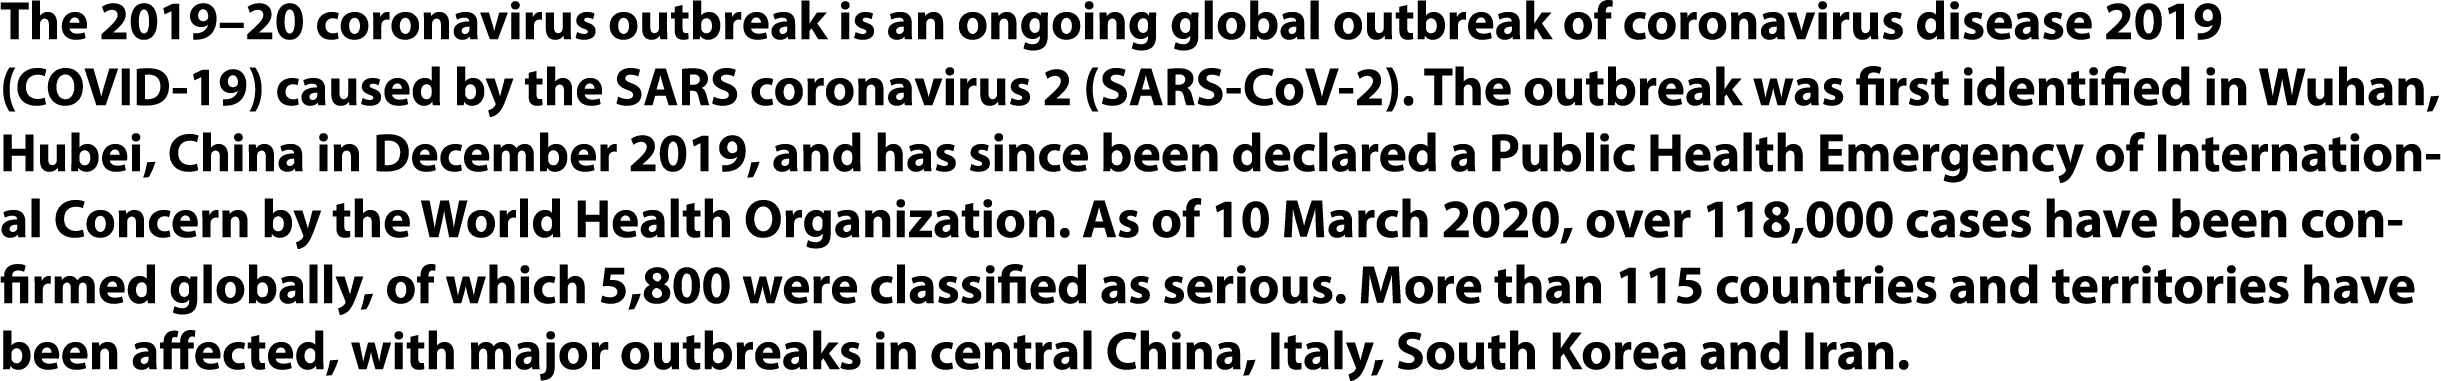 The 2019–20 coronavirus outbreak is an ongoing global outbreak of coronavirus disease 2019
(COVID-19) caused by the SARS coronavirus 2 (SARS-CoV-2). The outbreak was first identified in Wuhan,
Hubei, China in December 2019, and has since been declared a Public Health Emergency of Internation-
al Concern by the World Health Organization. As of 10 March 2020, over 118,000 cases have been con-
firmed globally, of which 5,800 were classified as serious. More than 115 countries and territories have
been affected, with major outbreaks in central China, Italy, South Korea and Iran.